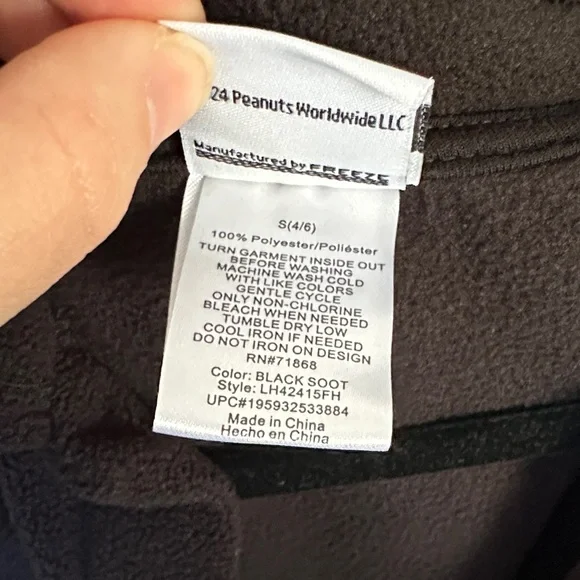 24 Peanuts Worldwide LLC
Manufactured by FREEZE
S(4/6)
100% Polyester/Poliéster
TURN GARMENT INSIDE OUT
BEFORE WASHING
MACHINE WASH COLD
WITH LIKE COLORS
GENTLE CYCLE
ONLY NON-CHLORINE
BLEACH WHEN NEEDED
TUMBLE DRY LOW
COOL IRON IF NEEDED
DO NOT IRON ON DESIGN
RN#71868
Color: BLACK SOOT
Style: LH42415FH
UPC#195932533884
Made in China
Hecho en China